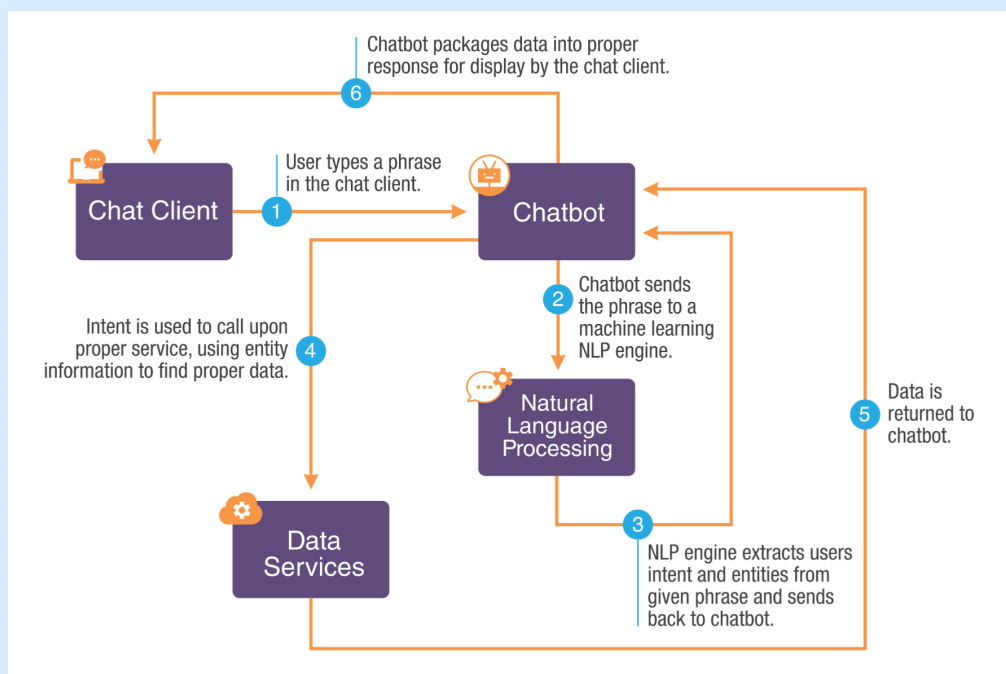 Chatbot packages data into proper
response for display by the chat client.
6
User types a phrase
in the chat client.
Chat Client
1
Chatbot
Chatbot sends
the phrase to a
machine learning
NLP engine.
2
Intent is used to call upon
proper service, using entity
information to find proper data.
4
Natural
Language
Processing
Data is
returned to
chatbot.
5
Data
Services
3
NLP engine extracts users
intent and entities from
given phrase and sends
back to chatbot.